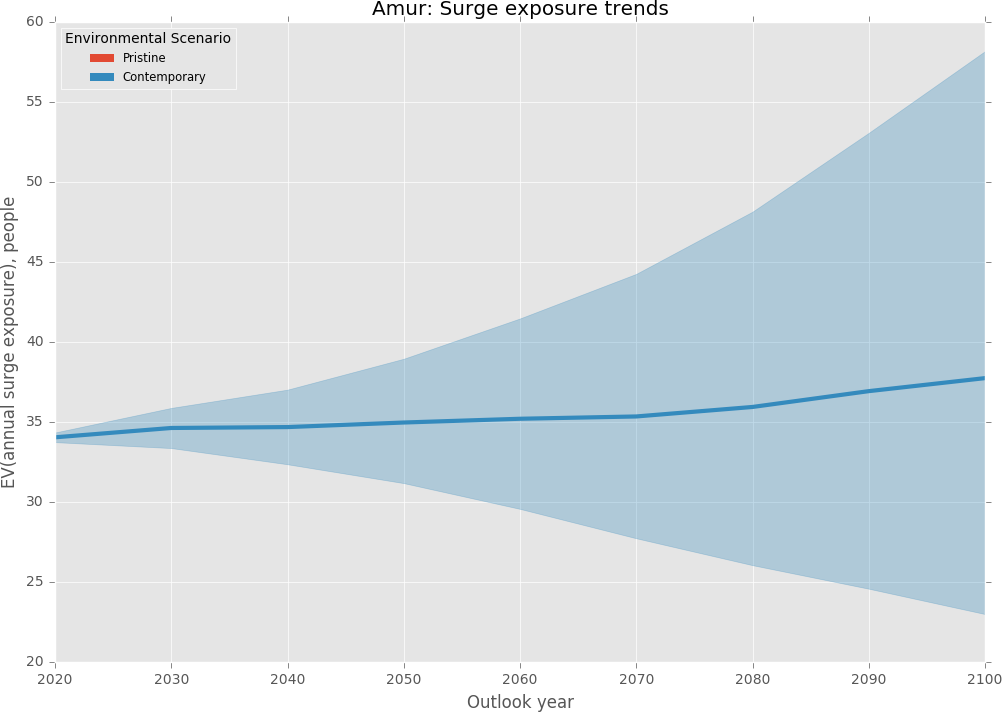 Amur: Surge exposure trends
Environmental Scenario
Pristine
Contemporary
EV(annual surge exposure), people
60
55
50
45
40
35
30
25
20
2020 2030 2040 2050 2060 2070 2080 2090 2100
Outlook year